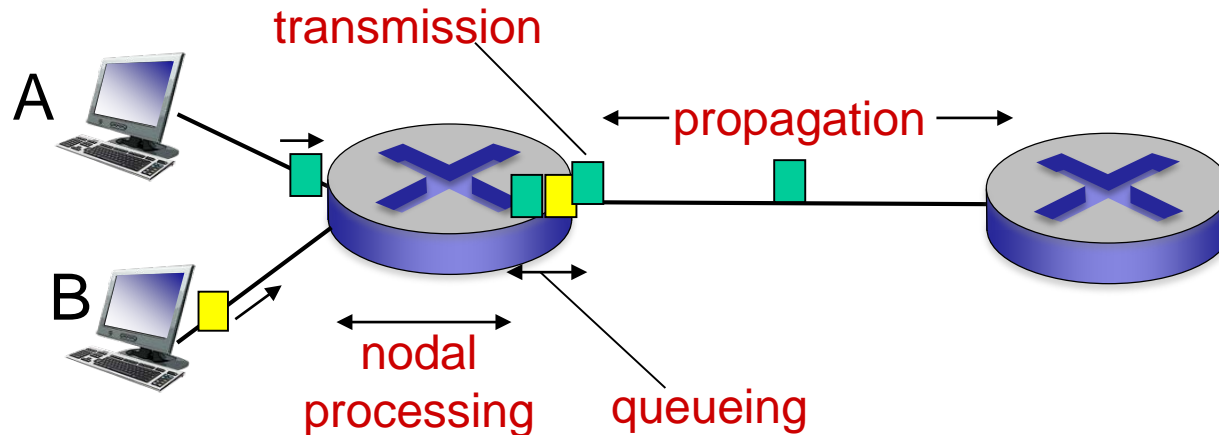 transmission
A
propagation
B
nodal
processing
queueing